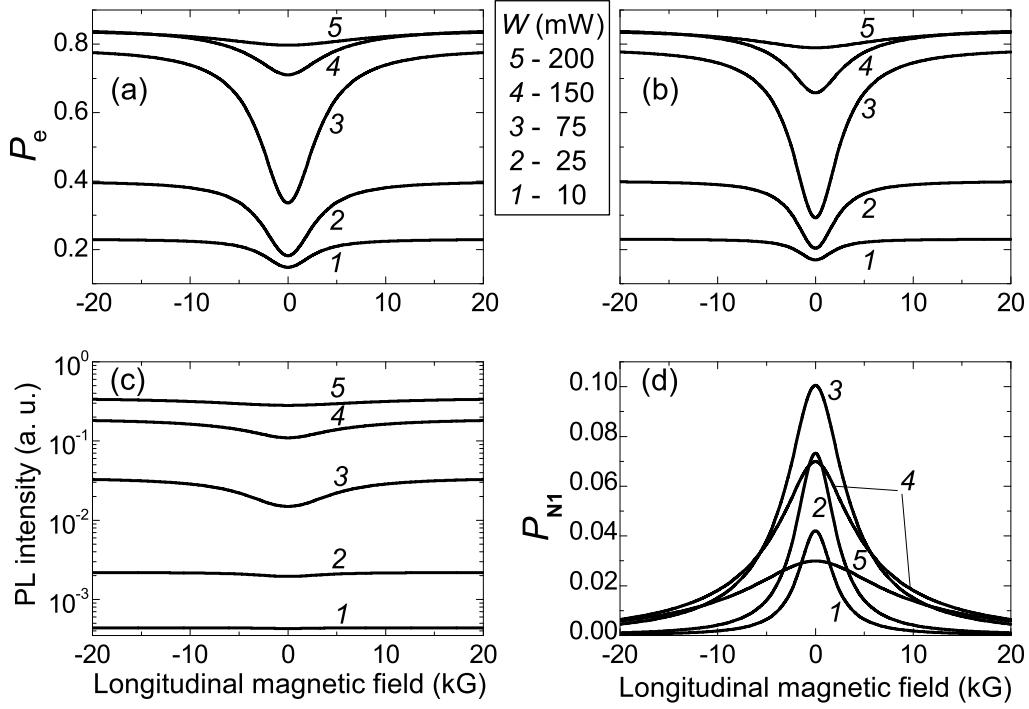 0.8
0.6
0.4
0.2
Pe
(a)
5
4
3
2
1
-20 -10 0 10 20
W (mW)
5 - 200
4 - 150
3 - 75
2 - 25
1 - 10
(b)
5
4
3
2
1
-20 -10 0 10 20
10^0
10^-1
10^-2
10^-3
PL intensity (a. u.)
(c)
5
4
3
2
1
-20 -10 0 10 20
Longitudinal magnetic field (kG)
0.10
0.08
0.06
0.04
0.02
0.00
PN1
(d)
3
4
2
5
1
-20 -10 0 10 20
Longitudinal magnetic field (kG)